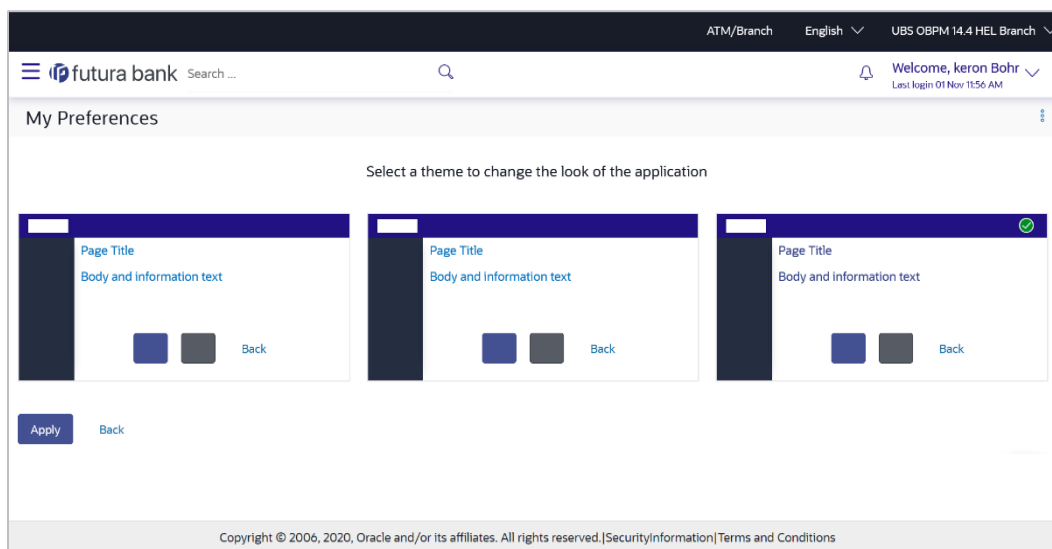 ATM/Branch English UBS OBPM 14.4 HEL Branch
futura bank Search ... Welcome, keron Bohr
Last login 01 Nov 11:56 AM
My Preferences
Select a theme to change the look of the application
Page Title Page Title Page Title
Body and information text Body and information text Body and information text
Back Back Back
Apply Back
Copyright © 2006, 2020, Oracle and/or its affiliates. All rights reserved.|SecurityInformation|Terms and Conditions